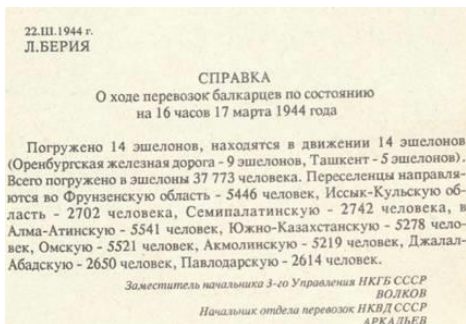 22.III.1944 г.
Л.БЕРИЯ
СПРАВКА
О ходе перевозок балкарцев по состоянию
на 16 часов 17 марта 1944 года
Погружено 14 эшелонов, находятся в движении 14 эшелонов
(Оренбургская железная дорога - 9 эшелонов, Ташкент - 5 эшелонов).
Всего погружено в эшелоны 37 773 человека. Переселенцы направля-
ются во Фрунзенскую область - 5446 человек, Иссык-Кульскую об-
ласть - 2702 человека, Семипалатинскую - 2742 человека, в
Алма-Атинскую - 5541 человек, Южно-Казахстанскую - 5278 чело-
век, Омскую - 5521 человек, Акмолинскую - 5219 человек, Джалал-
Абадскую - 2650 человек, Павлодарскую - 2614 человек.
Заместитель начальника 3-го Управления НКГБ СССР
ВОЛКОВ
Начальник отдела перевозок НКВД СССР
АРКАДЬЕВ